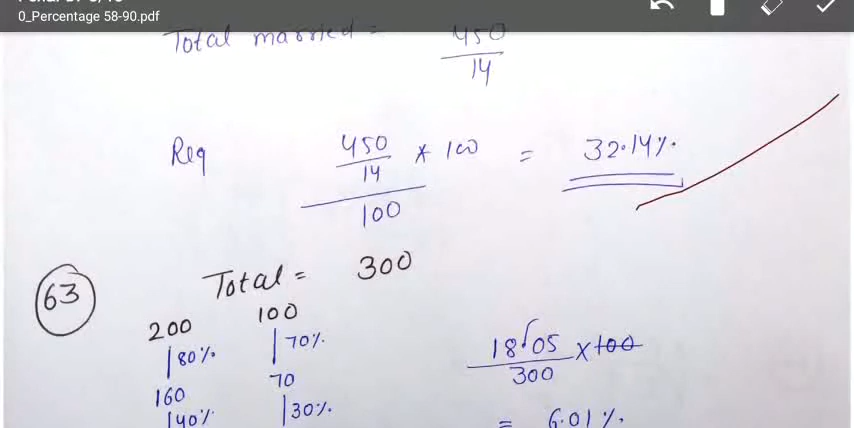 0_Percentage 58-90.pdf
Total married = 450/14
Req 450/14 * 100 / 100 = 32.14%.
63 Total = 300
200 100
80% 70%.
18.05/300 x 100
160 70
40% 30%.
= 6.01%.